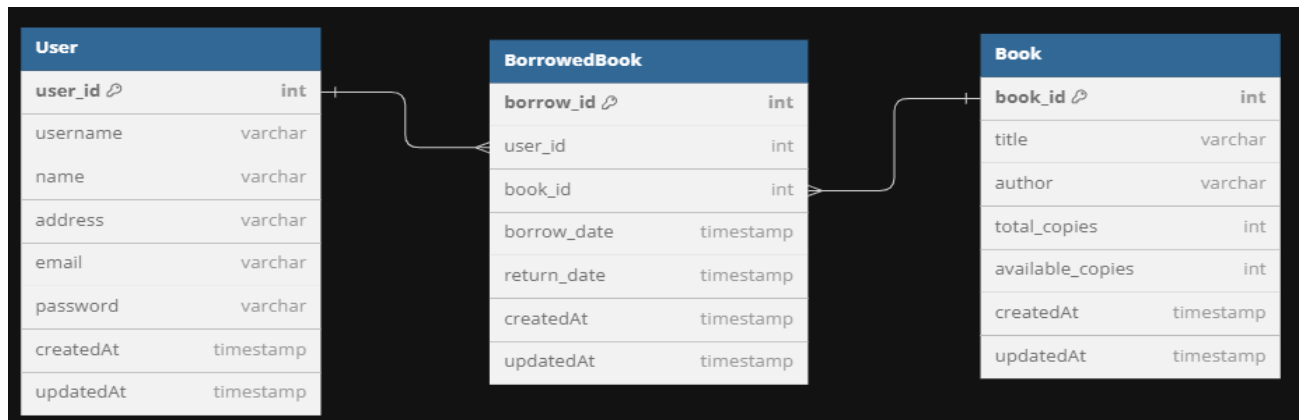 User
user_id int
username varchar
name varchar
address varchar
email varchar
password varchar
createdAt timestamp
updatedAt timestamp
BorrowedBook
borrow_id int
user_id int
book_id int
borrow_date timestamp
return_date timestamp
createdAt timestamp
updatedAt timestamp
Book
book_id int
title varchar
author varchar
total_copies int
available_copies int
createdAt timestamp
updatedAt timestamp